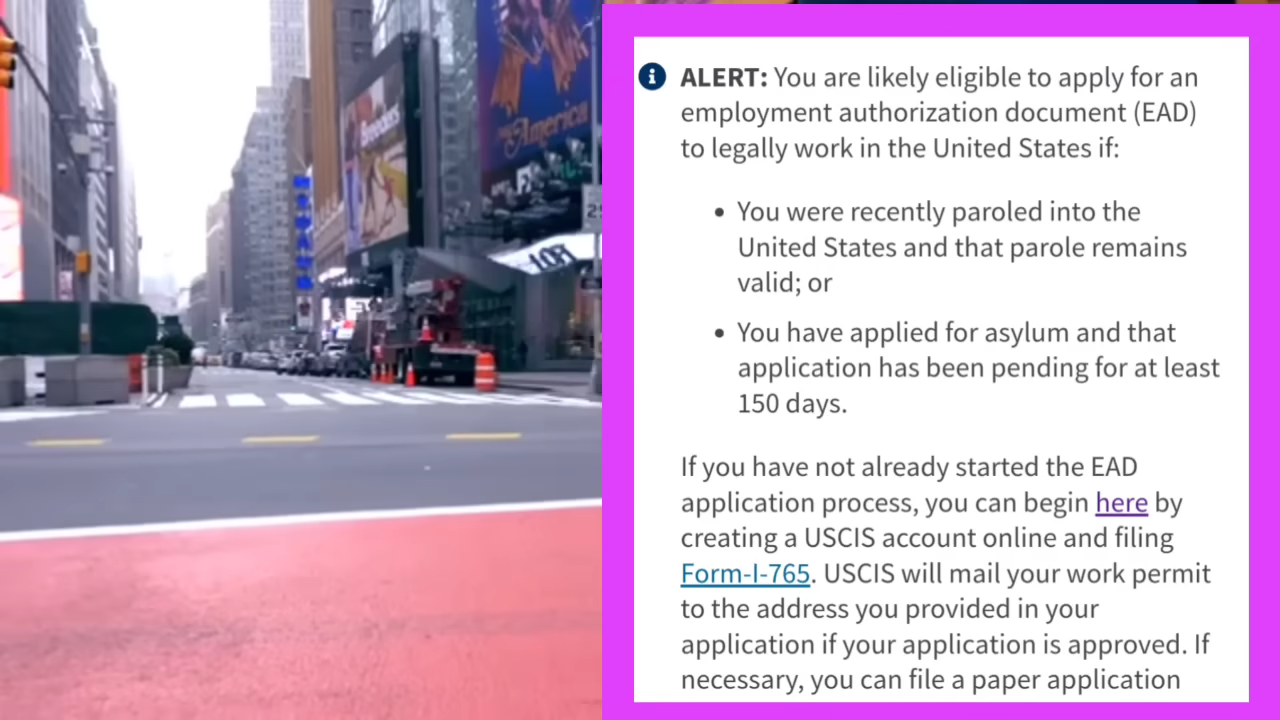 Breeders
America
ALERT: You are likely eligible to apply for an
employment authorization document (EAD)
to legally work in the United States if:
• You were recently paroled into the
United States and that parole remains
valid; or
• You have applied for asylum and that
application has been pending for at least
150 days.
If you have not already started the EAD
application process, you can begin here by
creating a USCIS account online and filing
Form-I-765. USCIS will mail your work permit
to the address you provided in your
application if your application is approved. If
necessary, you can file a paper application